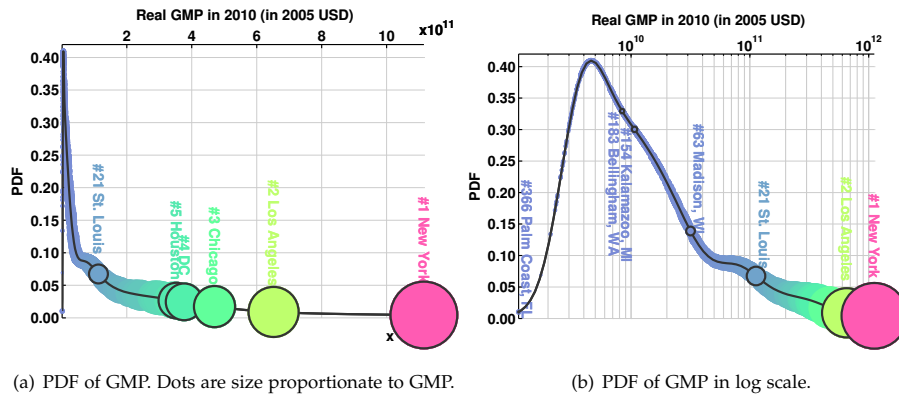 Real GMP in 2010 (in 2005 USD)
x10^11
2 4 6 8 10
PDF
0.40
0.35
0.30
0.25
0.20
0.15
0.10
0.05
0.00
#21 St. Louis
#5 Houston
#4 DC
#3 Chicago
#2 Los Angeles
#1 New York
x
(a) PDF of GMP. Dots are size proportionate to GMP.
Real GMP in 2010 (in 2005 USD)
10^10 10^11 10^12
PDF
0.40
0.35
0.30
0.25
0.20
0.15
0.10
0.05
0.00
#366 Palm Coast, FL
#183 Bellingham, WA
#154 Kalamazoo, MI
#63 Madison, WI
#21 St. Louis
#2 Los Angeles
#1 New York
(b) PDF of GMP in log scale.